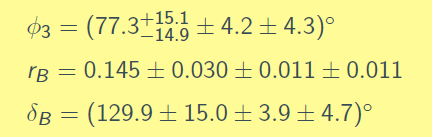 ϕ₃ = (77.3⁺¹⁵·¹₋₁₄.₉ ± 4.2 ± 4.3)°
r_B = 0.145 ± 0.030 ± 0.011 ± 0.011
δ_B = (129.9 ± 15.0 ± 3.9 ± 4.7)°